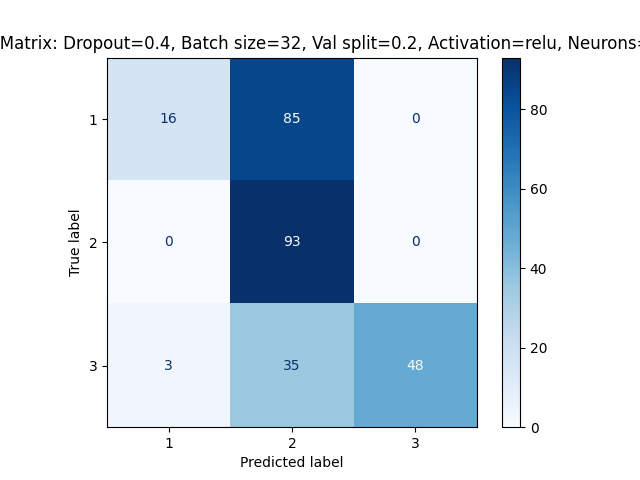 Matrix: Dropout=0.4, Batch size=32, Val split=0.2, Activation=relu, Neurons=
1 16 85 0
2 0 93 0
3 3 35 48
1 2 3
True label
Predicted label
80
60
40
20
0